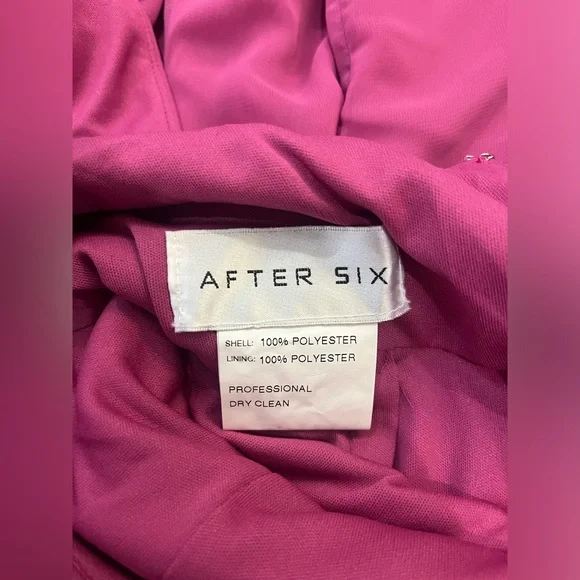 AFTER SIX
SHELL: 100% POLYESTER
LINING: 100% POLYESTER
PROFESSIONAL
DRY CLEAN